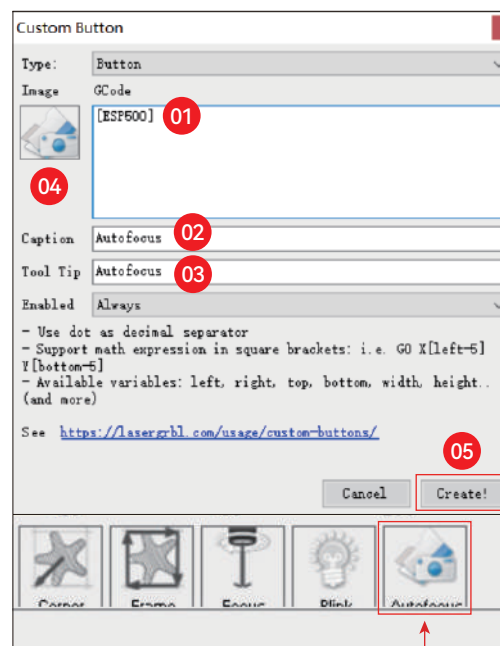 Custom Button
Type: Button
Image GCode
[ESP500] 01
04
Caption Autofocus 02
Tool Tip Autofocus 03
Enabled Always
- Use dot as decimal separator
- Support math expression in square brackets: i.e. G0 X[left-5]
Y[bottom-5]
- Available variables: left, right, top, bottom, width, height..
(and more)
See https://lasergrbl.com/usage/custom-buttons/
05
Cancel Create!
Corner Frame Focus Blink Autofocus